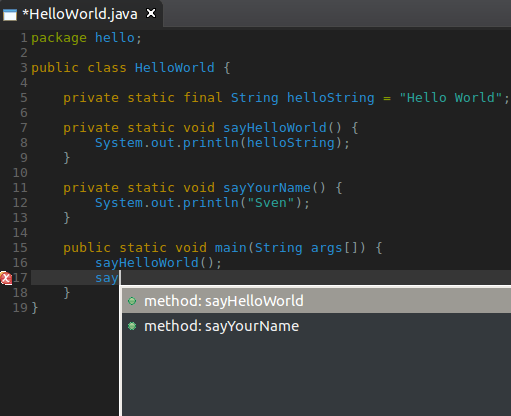 *HelloWorld.java
1 package hello;
2
3 public class HelloWorld {
4
5     private static final String helloString = "Hello World";
6
7     private static void sayHelloWorld() {
8         System.out.println(helloString);
9     }
10
11     private static void sayYourName() {
12         System.out.println("Sven");
13     }
14
15     public static void main(String args[]) {
16         sayHelloWorld();
17         say
method: sayHelloWorld
18     }
method: sayYourName
19 }